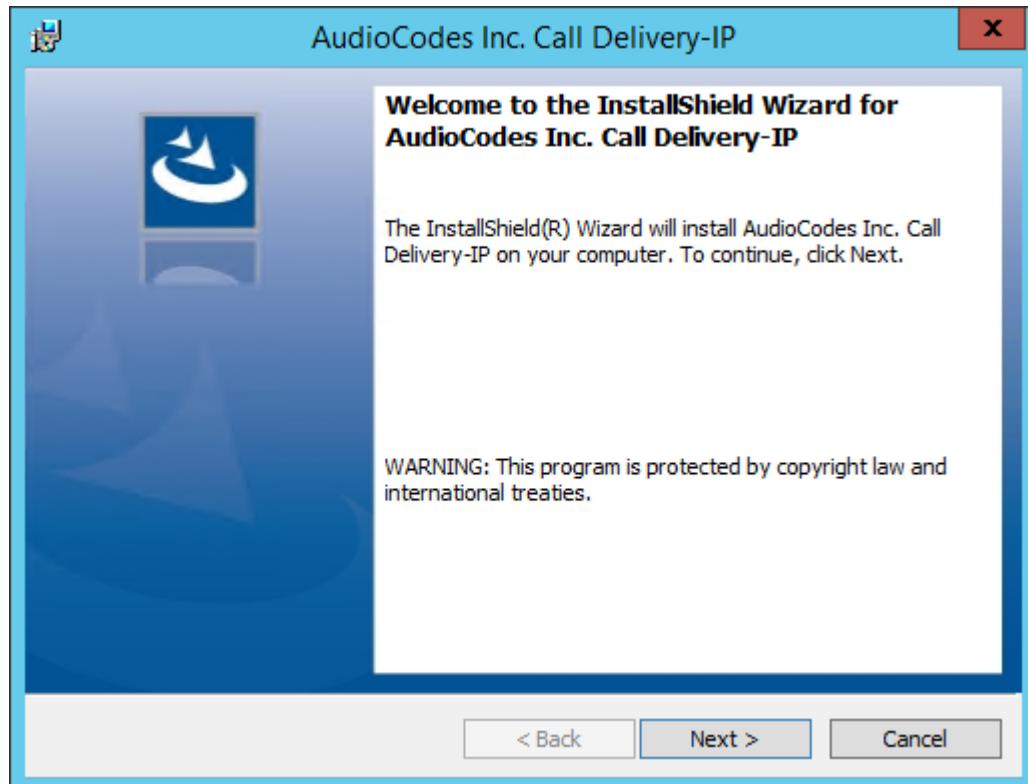 AudioCodes Inc. Call Delivery-IP
x
Welcome to the InstallShield Wizard for
AudioCodes Inc. Call Delivery-IP
The InstallShield(R) Wizard will install AudioCodes Inc. Call
Delivery-IP on your computer. To continue, click Next.
WARNING: This program is protected by copyright law and
international treaties.
< Back
Next >
Cancel